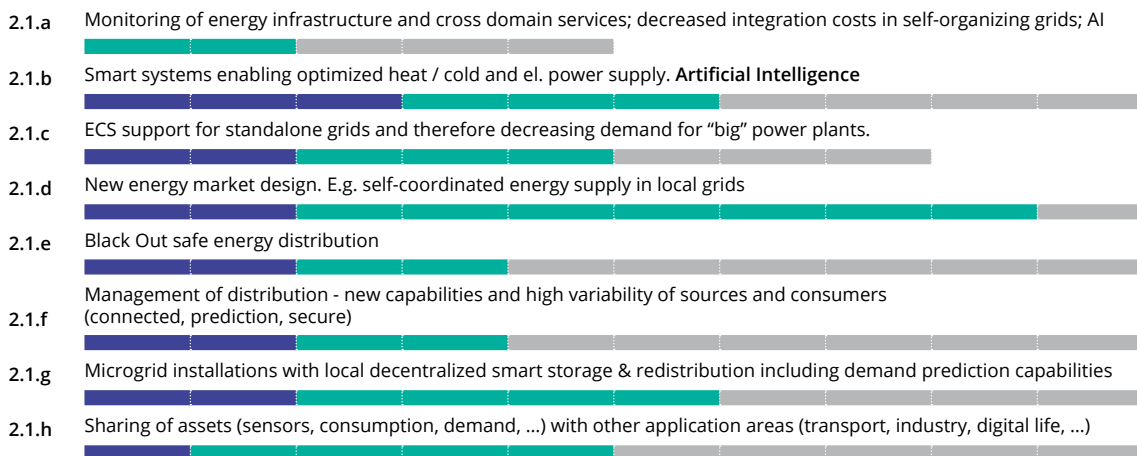 2.1.a Monitoring of energy infrastructure and cross domain services; decreased integration costs in self-organizing grids; AI
2.1.b Smart systems enabling optimized heat / cold and el. power supply. Artificial Intelligence
2.1.c ECS support for standalone grids and therefore decreasing demand for “big” power plants.
2.1.d New energy market design. E.g. self-coordinated energy supply in local grids
2.1.e Black Out safe energy distribution
Management of distribution - new capabilities and high variability of sources and consumers
2.1.f (connected, prediction, secure)
2.1.g Microgrid installations with local decentralized smart storage & redistribution including demand prediction capabilities
2.1.h Sharing of assets (sensors, consumption, demand, ...) with other application areas (transport, industry, digital life, ...)